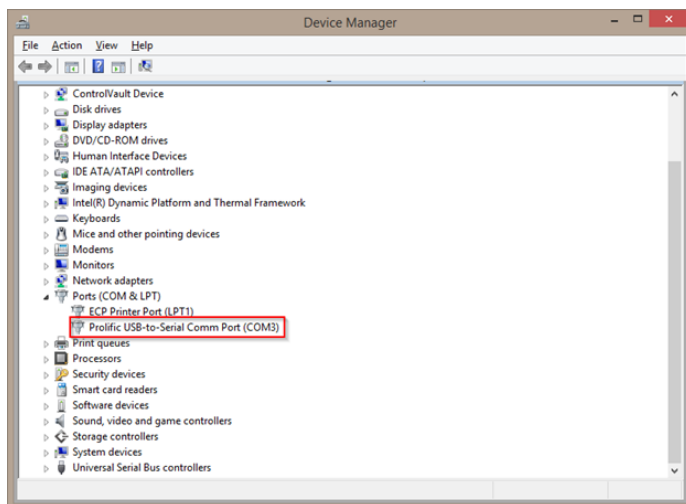 Device Manager
File Action View Help
ControlVault Device
Disk drives
Display adapters
DVD/CD-ROM drives
Human Interface Devices
IDE ATA/ATAPI controllers
Imaging devices
Intel(R) Dynamic Platform and Thermal Framework
Keyboards
Mice and other pointing devices
Modems
Monitors
Network adapters
Ports (COM & LPT)
ECP Printer Port (LPT1)
Prolific USB-to-Serial Comm Port (COM3)
Print queues
Processors
Security devices
Smart card readers
Software devices
Sound, video and game controllers
Storage controllers
System devices
Universal Serial Bus controllers